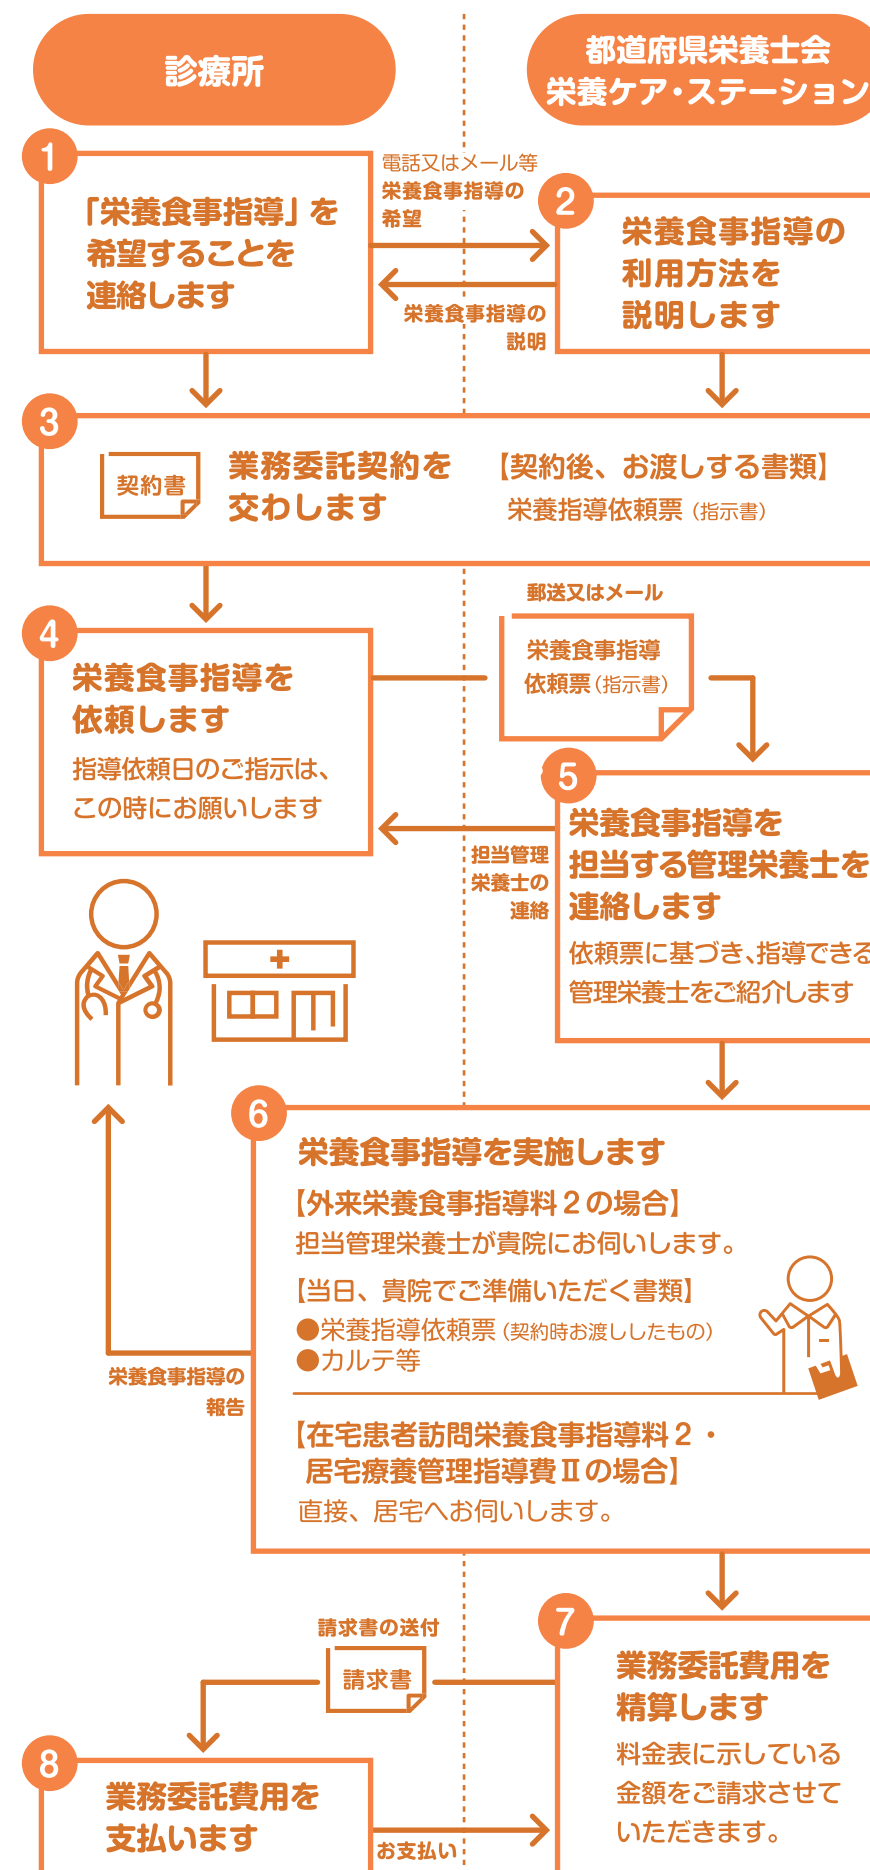 診療所
都道府県栄養士会
栄養ケア・ステーション
1
「栄養食事指導」を
希望することを
連絡します
電話又はメール等
栄養食事指導の
希望
栄養食事指導の
説明
2
栄養食事指導の
利用方法を
説明します
3
契約書
業務委託契約を
交わします
【契約後、お渡しする書類】
栄養指導依頼票（指示書）
4
栄養食事指導を
依頼します
指導依頼日のご指示は、
この時にお願いします
郵送又はメール
栄養食事指導
依頼票（指示書）
5
栄養食事指導を
担当する管理栄養士を
連絡します
依頼票に基づき、指導できる
管理栄養士をご紹介します
担当管理
栄養士の
連絡
6
栄養食事指導を実施します
【外来栄養食事指導料２の場合】
担当管理栄養士が貴院にお伺いします。
【当日、貴院でご準備いただく書類】
●栄養指導依頼票（契約時お渡ししたもの）
●カルテ等
【在宅患者訪問栄養食事指導料２・
居宅療養管理指導費Ⅱの場合】
直接、居宅へお伺いします。
栄養食事指導の
報告
請求書の送付
請求書
7
業務委託費用を
精算します
料金表に示している
金額をご請求させて
いただきます。
8
業務委託費用を
支払います
お支払い